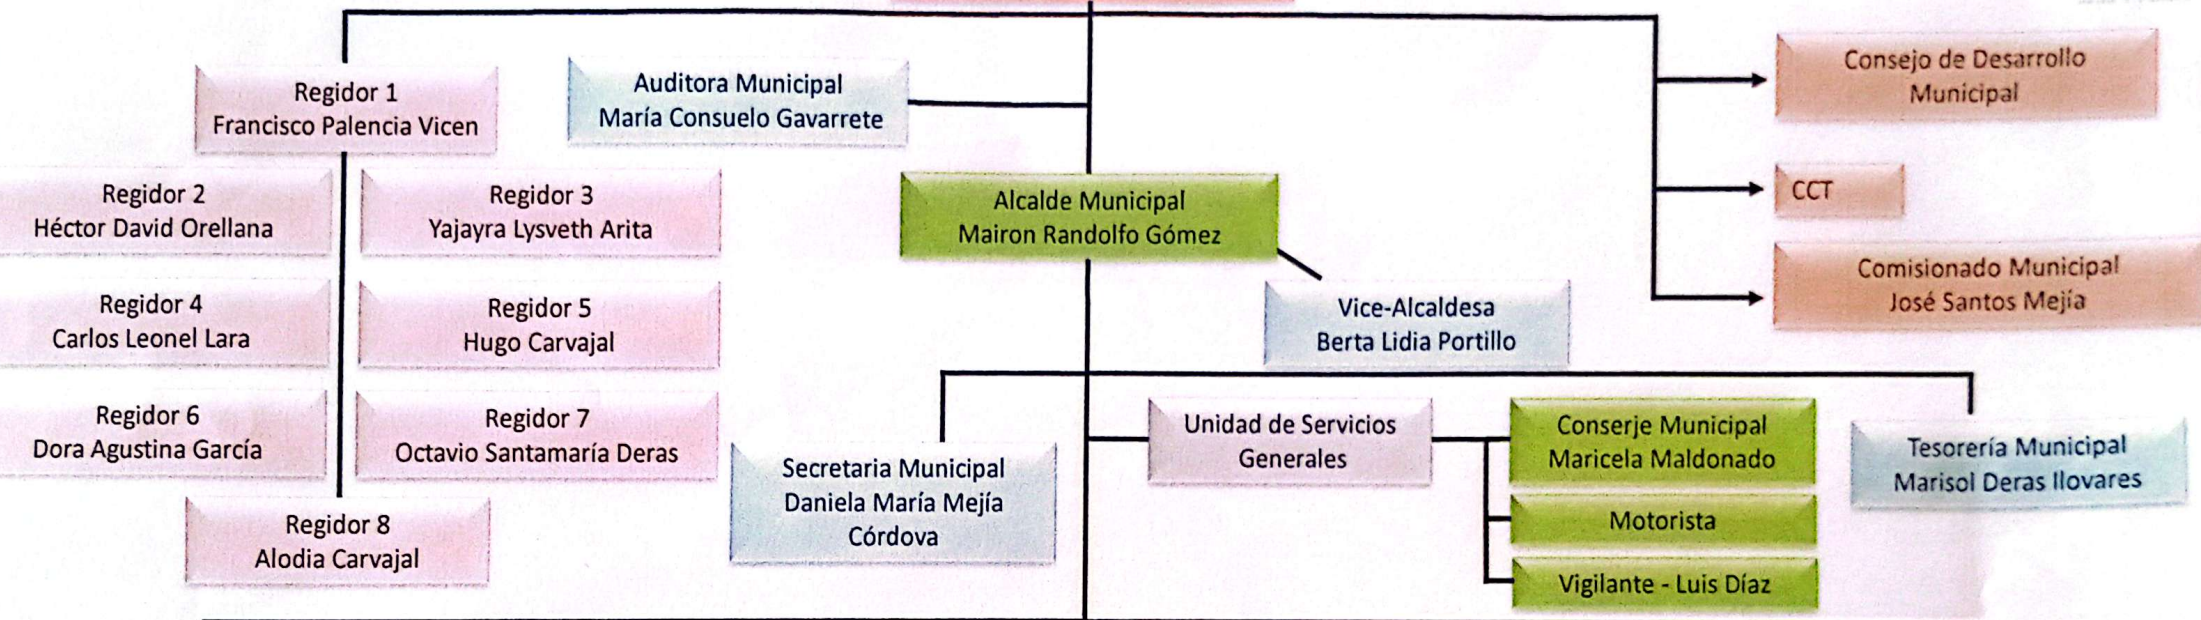 Regidor 1
Francisco Palencia Vicen
Auditora Municipal
María Consuelo Gavarrete
Consejo de Desarrollo
Municipal
Regidor 2
Héctor David Orellana
Regidor 3
Yajayra Lysveth Arita
Alcalde Municipal
Mairon Randolfo Gómez
CCT
Comisionado Municipal
José Santos Mejía
Regidor 4
Carlos Leonel Lara
Regidor 5
Hugo Carvajal
Vice-Alcaldesa
Berta Lidia Portillo
Regidor 6
Dora Agustina García
Regidor 7
Octavio Santamaría Deras
Secretaria Municipal
Daniela María Mejía
Córdova
Unidad de Servicios
Generales
Conserje Municipal
Maricela Maldonado
Motorista
Vigilante - Luis Díaz
Tesorería Municipal
Marisol Deras Ilovares
Regidor 8
Alodia Carvajal